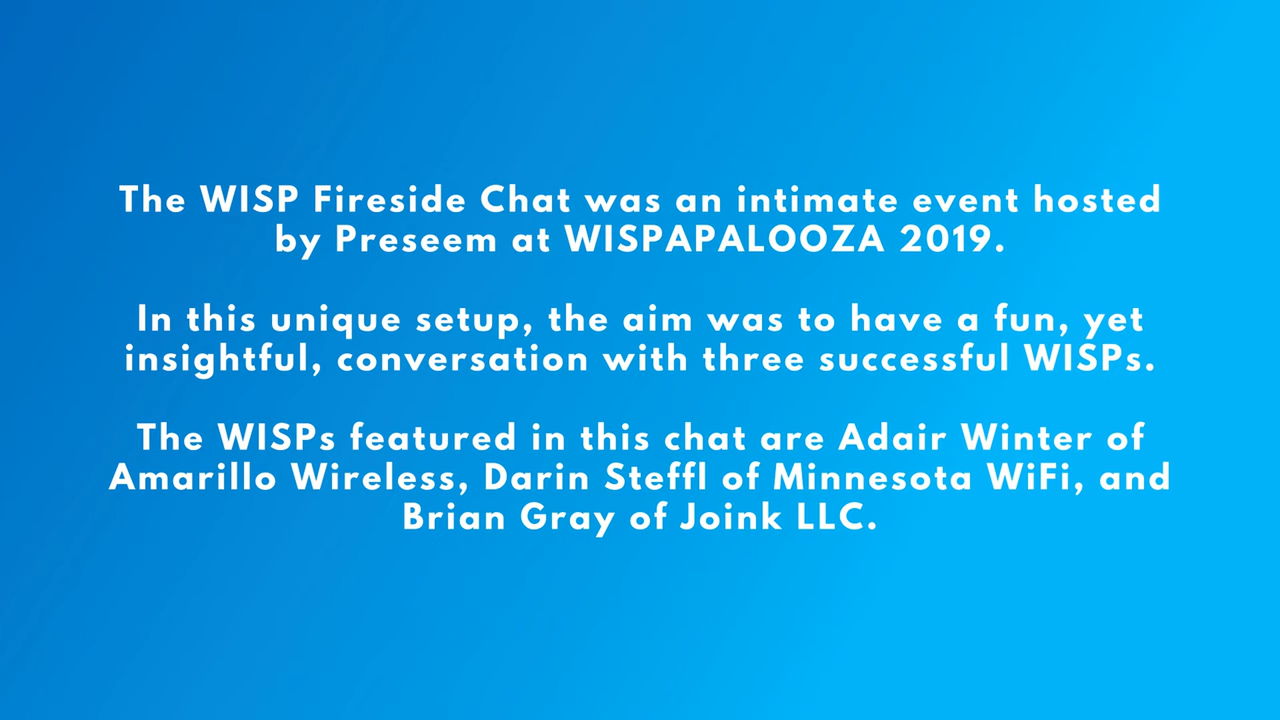 The WISP Fireside Chat was an intimate event hosted
by Preseem at WISPAPALOOZA 2019.
In this unique setup, the aim was to have a fun, yet
insightful, conversation with three successful WISPs.
The WISPs featured in this chat are Adair Winter of
Amarillo Wireless, Darin Steffl of Minnesota WiFi, and
Brian Gray of Joink LLC.